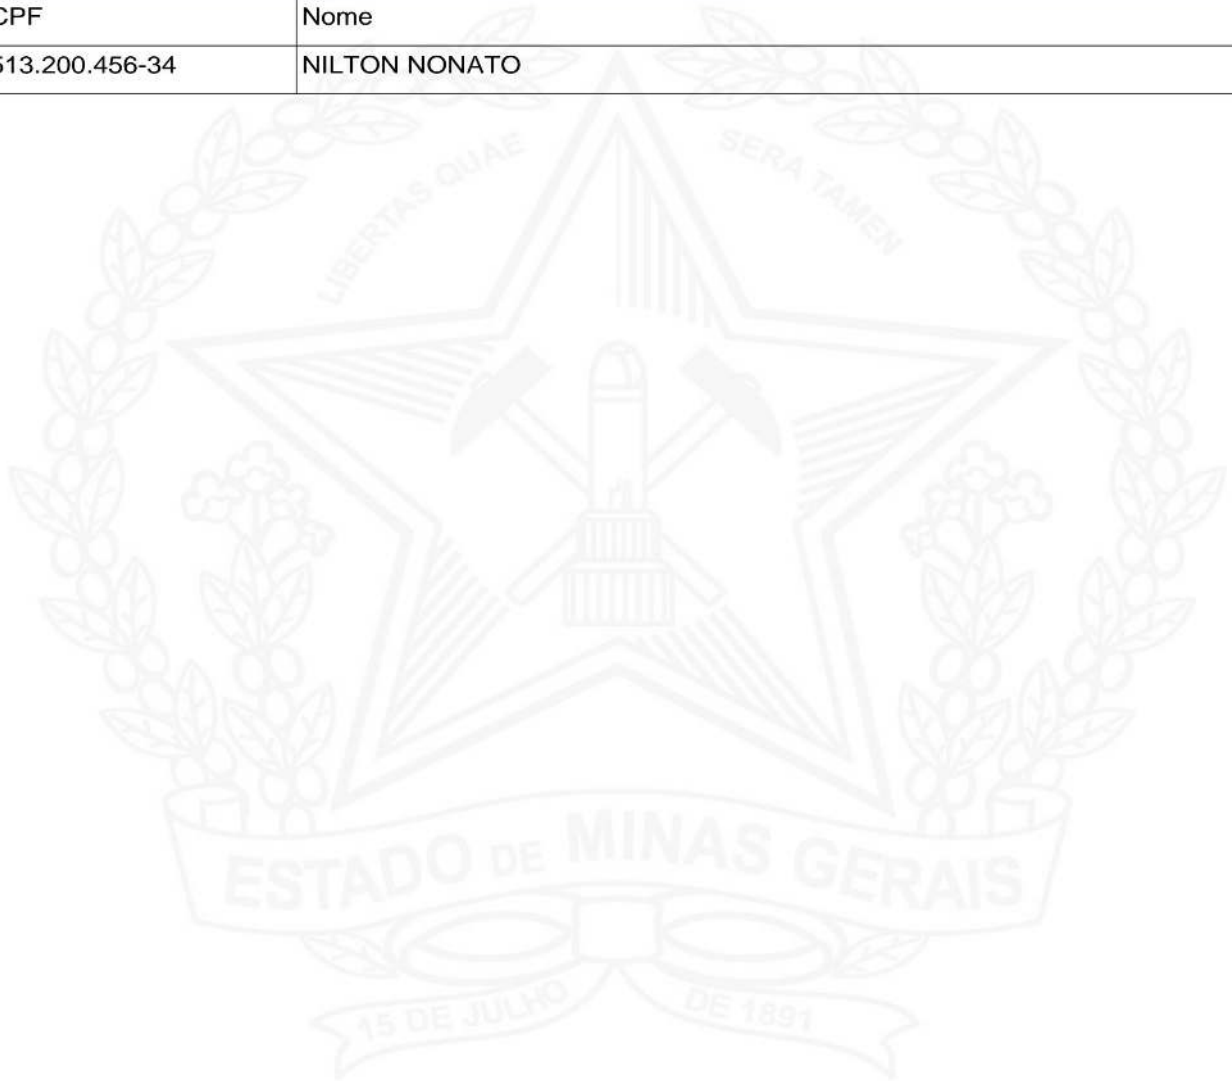 CPF Nome
513.200.456-34 NILTON NONATO
LIBERTAS QUAE SERA TAMEN
ESTADO DE MINAS GERAIS
15 DE JULHO DE 1891